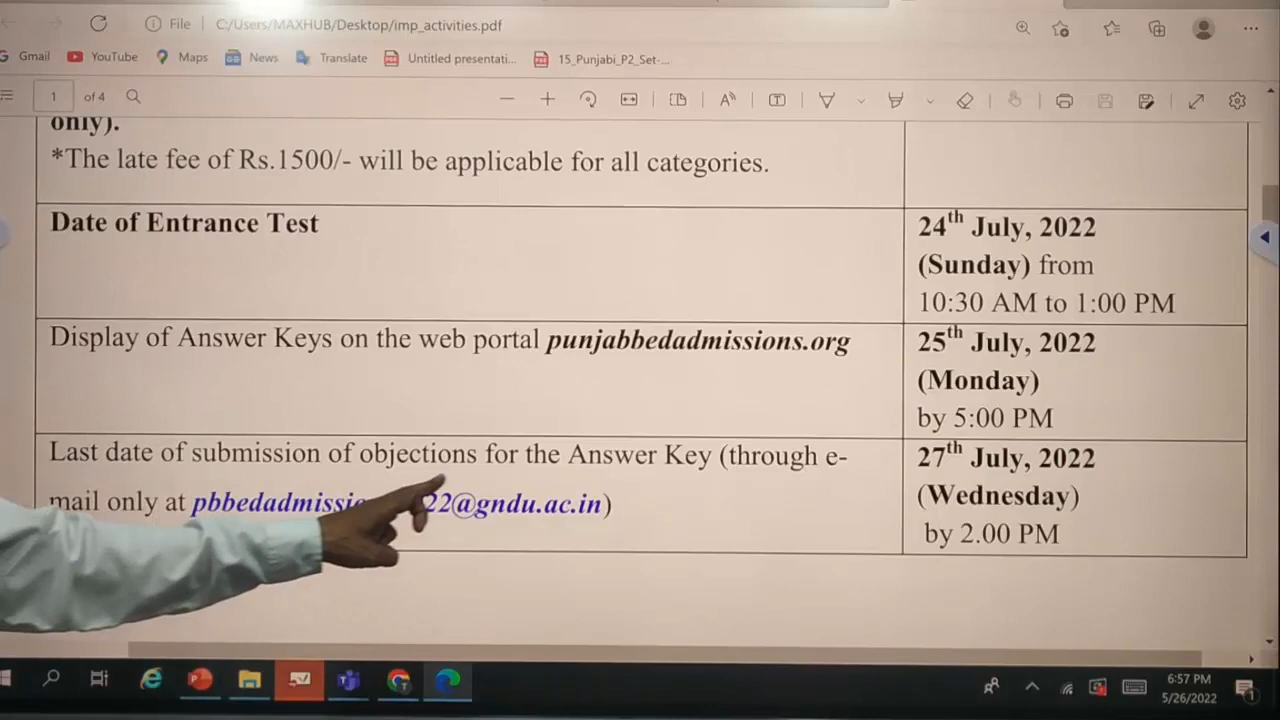 File
C:/Users/MAXHUB/Desktop/imp_activities.pdf
Gmail
YouTube
Maps
News
Translate
Untitled presentati...
15_Punjabi_P2_Set-...
1
of 4
only).
*The late fee of Rs.1500/- will be applicable for all categories.
Date of Entrance Test
24th July, 2022
(Sunday) from
10:30 AM to 1:00 PM
Display of Answer Keys on the web portal punjabbedadmissions.org
25th July, 2022
(Monday)
by 5:00 PM
Last date of submission of objections for the Answer Key (through e-
mail only at 22@gndu.ac.in)
27th July, 2022
(Wednesday)
by 2.00 PM
6:57 PM
5/26/2022